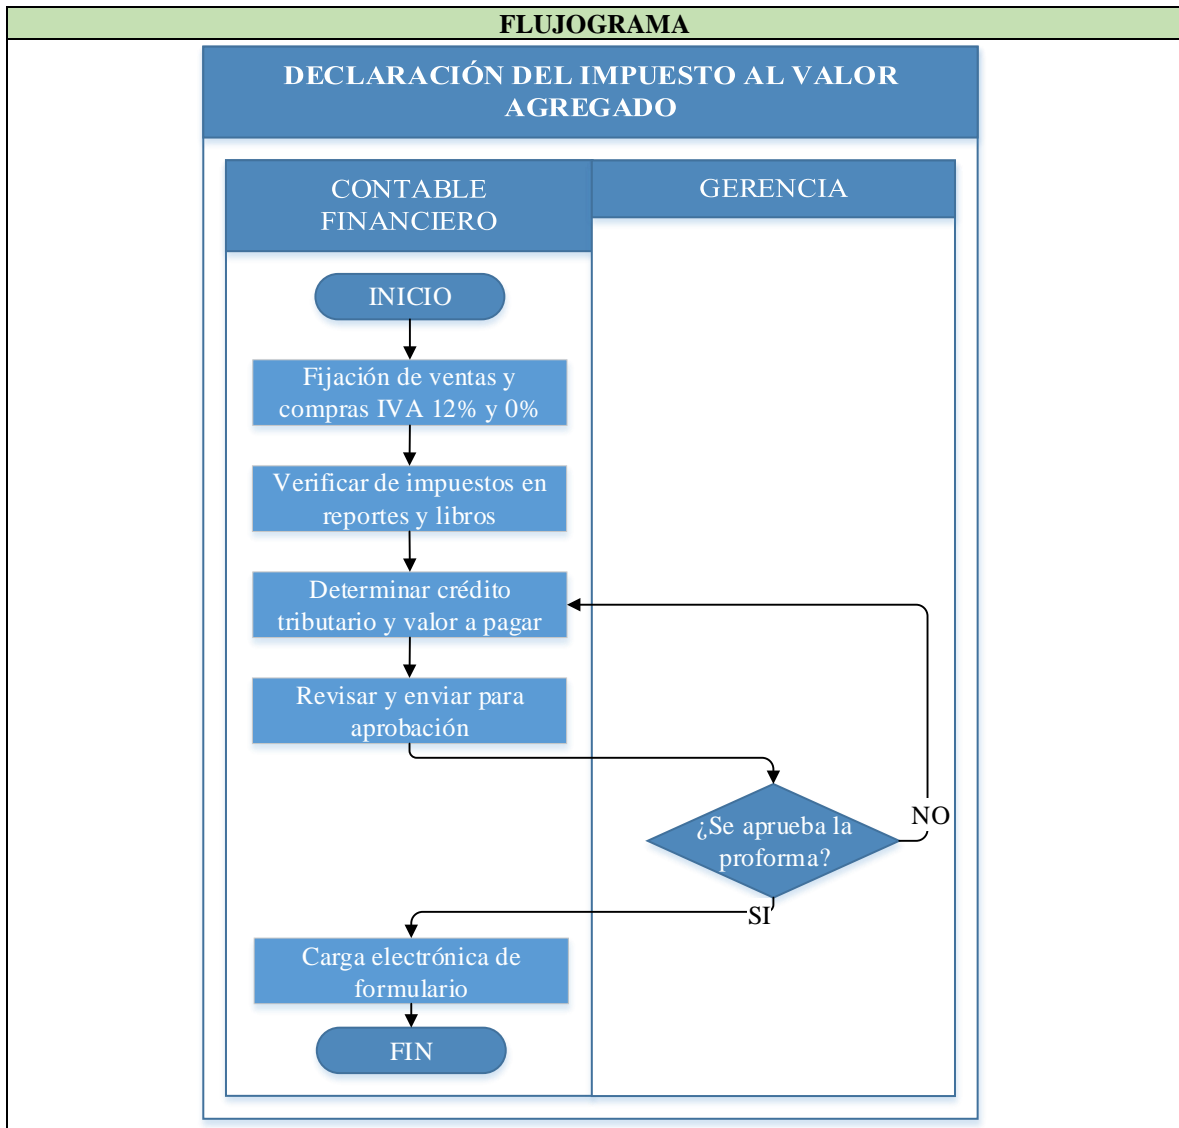 FLUJOGRAMA
DECLARACIÓN DEL IMPUESTO AL VALOR
AGREGADO
CONTABLE
FINANCIERO
GERENCIA
INICIO
Fijación de ventas y
compras IVA 12% y 0%
Verificar de impuestos en
reportes y libros
Determinar crédito
tributario y valor a pagar
Revisar y enviar para
aprobación
¿Se aprueba la
proforma?
NO
SI
Carga electrónica de
formulario
FIN